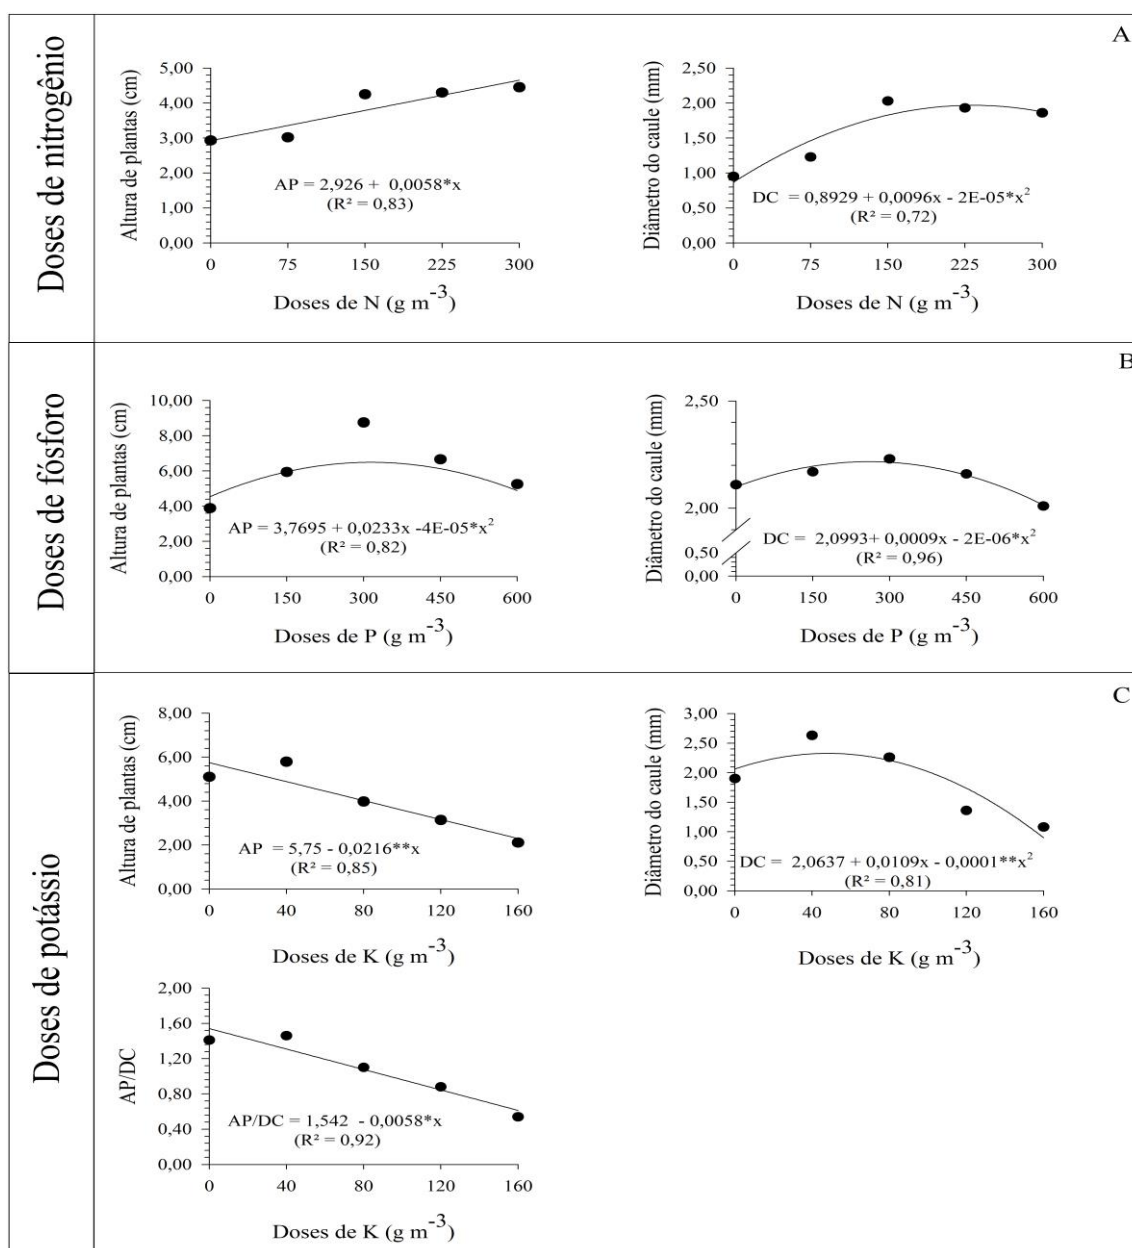 A
Doses de nitrogênio
Altura de plantas (cm)
5,00
4,00
3,00
2,00
1,00
0,00
AP = 2,926 + 0,0058*x
(R² = 0,83)
0 75 150 225 300
Doses de N (g m-3)
Diâmetro do caule (mm)
2,50
2,00
1,50
1,00
0,50
0,00
DC = 0,8929 + 0,0096x - 2E-05*x²
(R² = 0,72)
0 75 150 225 300
Doses de N (g m-3)
B
Doses de fósforo
Altura de plantas (cm)
10,00
8,00
6,00
4,00
2,00
0,00
AP = 3,7695 + 0,0233x -4E-05*x²
(R² = 0,82)
0 150 300 450 600
Doses de P (g m-3)
Diâmetro do caule (mm)
2,50
2,00
0,50
0,00
DC = 2,0993+ 0,0009x - 2E-06*x²
(R² = 0,96)
0 150 300 450 600
Doses de P (g m-3)
C
Doses de potássio
Altura de plantas (cm)
8,00
6,00
4,00
2,00
0,00
AP = 5,75 - 0,0216**x
(R² = 0,85)
0 40 80 120 160
Doses de K (g m-3)
Diâmetro do caule (mm)
3,00
2,50
2,00
1,50
1,00
0,50
0,00
DC = 2,0637 + 0,0109x - 0,0001**x²
(R² = 0,81)
0 40 80 120 160
Doses de K (g m-3)
AP/DC
2,00
1,60
1,20
0,80
0,40
0,00
AP/DC = 1,542 - 0,0058*x
(R² = 0,92)
0 40 80 120 160
Doses de K (g m-3)